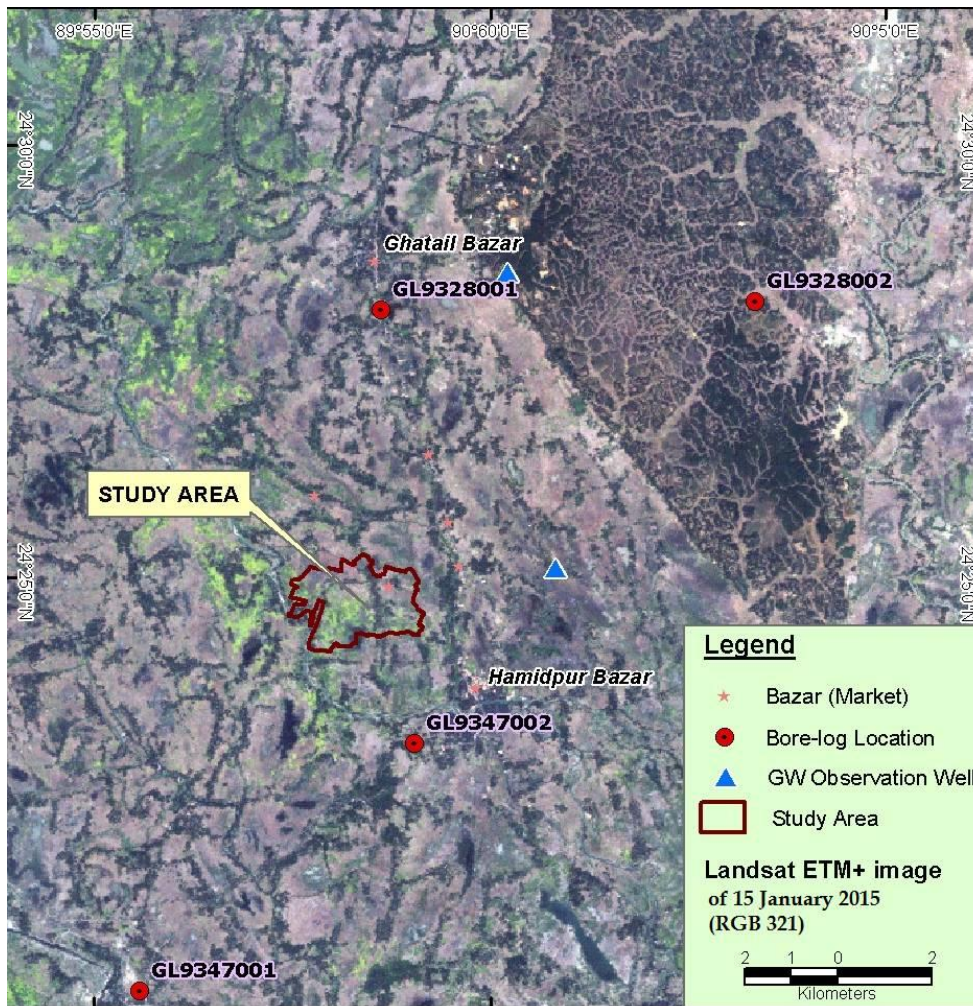 89°55'0"E
90°60'0"E
90°5'0"E
24°30'0"N
24°30'0"N
Ghatail Bazar
GL9328001
GL9328002
STUDY AREA
24°25'0"N
24°25'0"N
Hamidpur Bazar
GL9347002
GL9347001
Legend
Bazar (Market)
Bore-log Location
GW Observation Well
Study Area
Landsat ETM+ image
of 15 January 2015
(RGB 321)
2 1 0 2
Kilometers